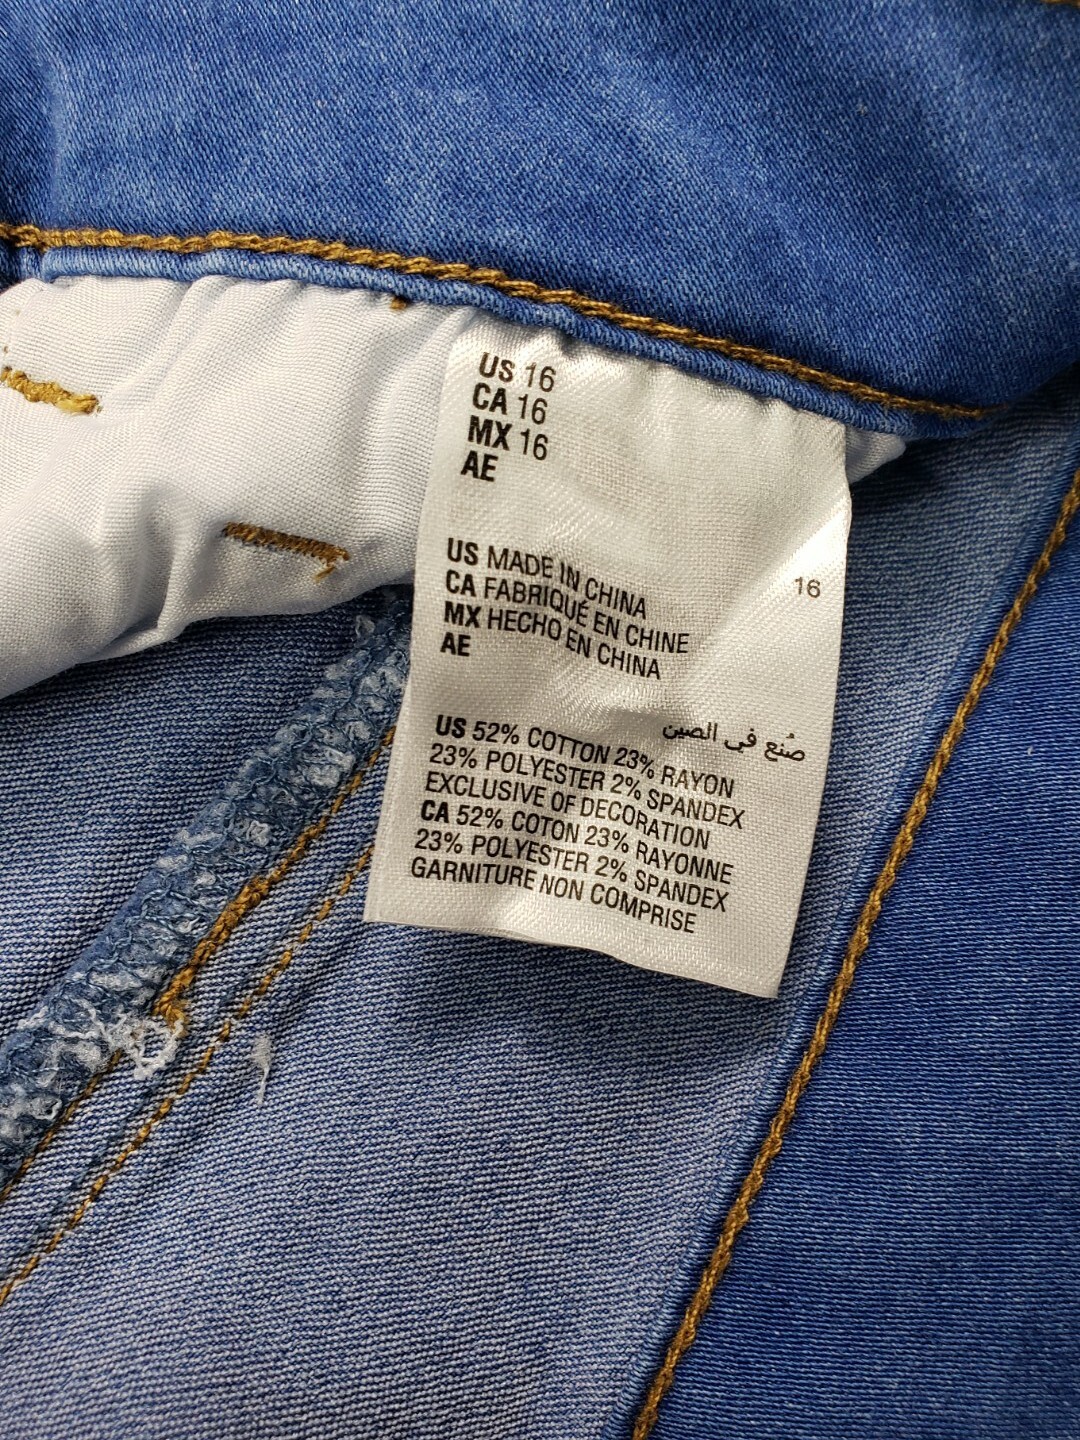 US 16
CA 16
MX 16
AE
16
US MADE IN CHINA
CA FABRIQUÉ EN CHINE
MX HECHO EN CHINA
AE
صُنع في الصين
US 52% COTTON 23% RAYON
23% POLYESTER 2% SPANDEX
EXCLUSIVE OF DECORATION
CA 52% COTON 23% RAYONNE
23% POLYESTER 2% SPANDEX
GARNITURE NON COMPRISE